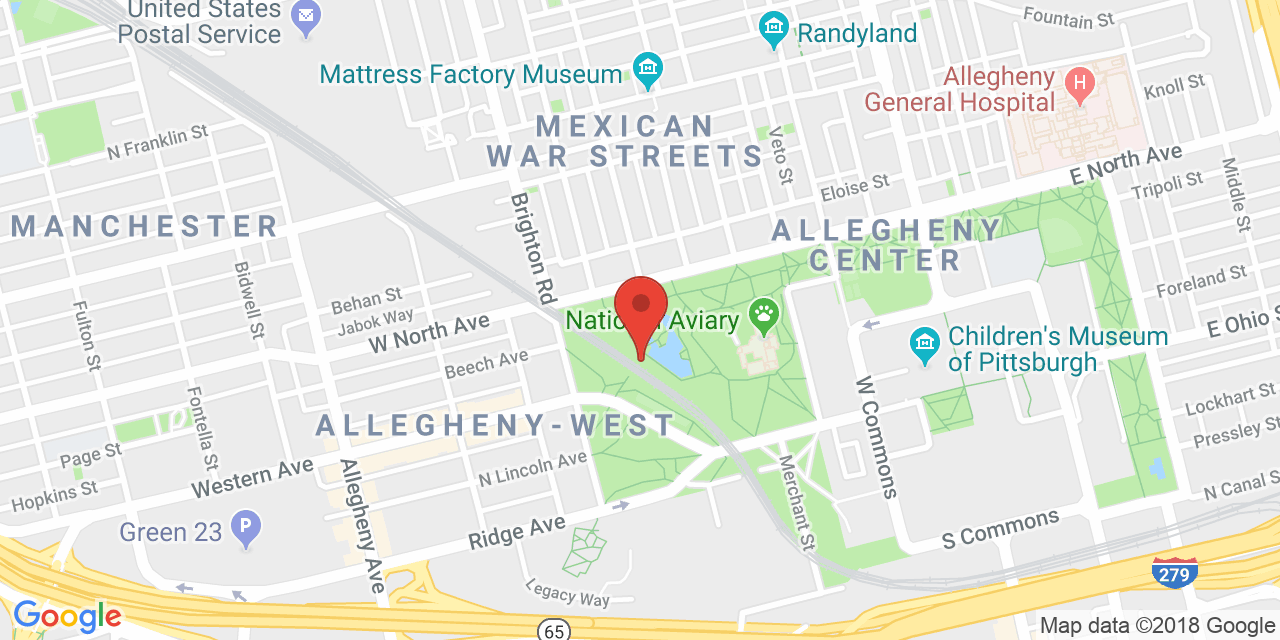 United States
Postal Service
Fountain St
Randyland
Mattress Factory Museum
Allegheny
General Hospital
H
Knoll St
N Franklin St
MEXICAN
WAR STREETS
Veto St
E North Ave
Eloise St
Tripoli St
Middle St
MANCHESTER
Brighton Rd
ALLEGHENY
CENTER
Bidwell St
Foreland St
Behan St
Jabok Way
Fulton St
W North Ave
National Aviary
E Ohio S
Children's Museum
of Pittsburgh
Beech Ave
W Commons
Lockhart St
Fontella St
ALLEGHENY-WEST
Pressley St
Page St
N Lincoln Ave
Western Ave
Hopkins St
Allegheny Ave
Merchant St
N Canal S
Green 23
P
Ridge Ave
S Commons
279
Legacy Way
Google
65
Map data ©2018 Google